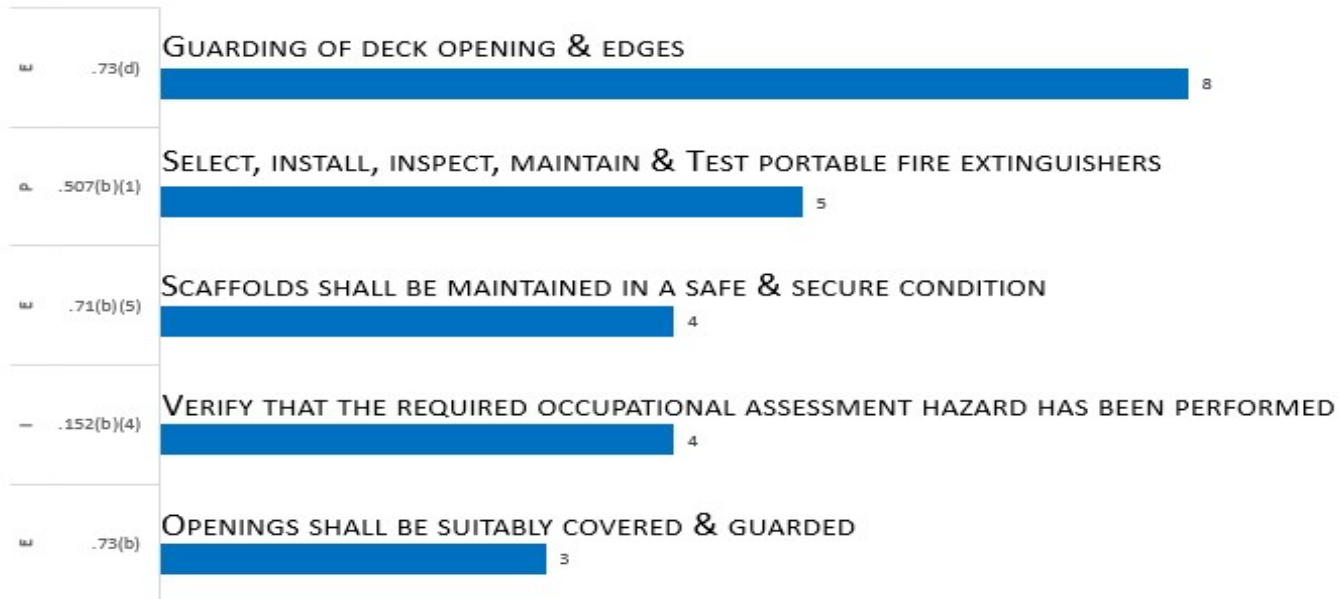 GUARDING OF DECK OPENING & EDGES
E .73(d) 8
SELECT, INSTALL, INSPECT, MAINTAIN & TEST PORTABLE FIRE EXTINGUISHERS
P .507(b)(1) 5
SCAFFOLDS SHALL BE MAINTAINED IN A SAFE & SECURE CONDITION
E .71(b)(5) 4
VERIFY THAT THE REQUIRED OCCUPATIONAL ASSESSMENT HAZARD HAS BEEN PERFORMED
I .152(b)(4) 4
OPENINGS SHALL BE SUITABLY COVERED & GUARDED
E .73(b) 3